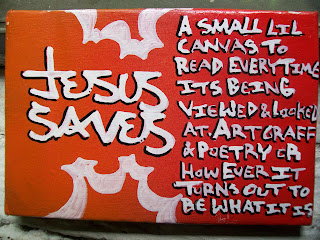 JESUS
SAVES
A SMALL LIL
CANVAS TO
READ EVERYTIME
ITS BEING
VIEWED & LOOKED
AT ART GRAFF
& POETRY OR
HOW EVER IT
TURNS OUT TO
BE WHAT IT IS